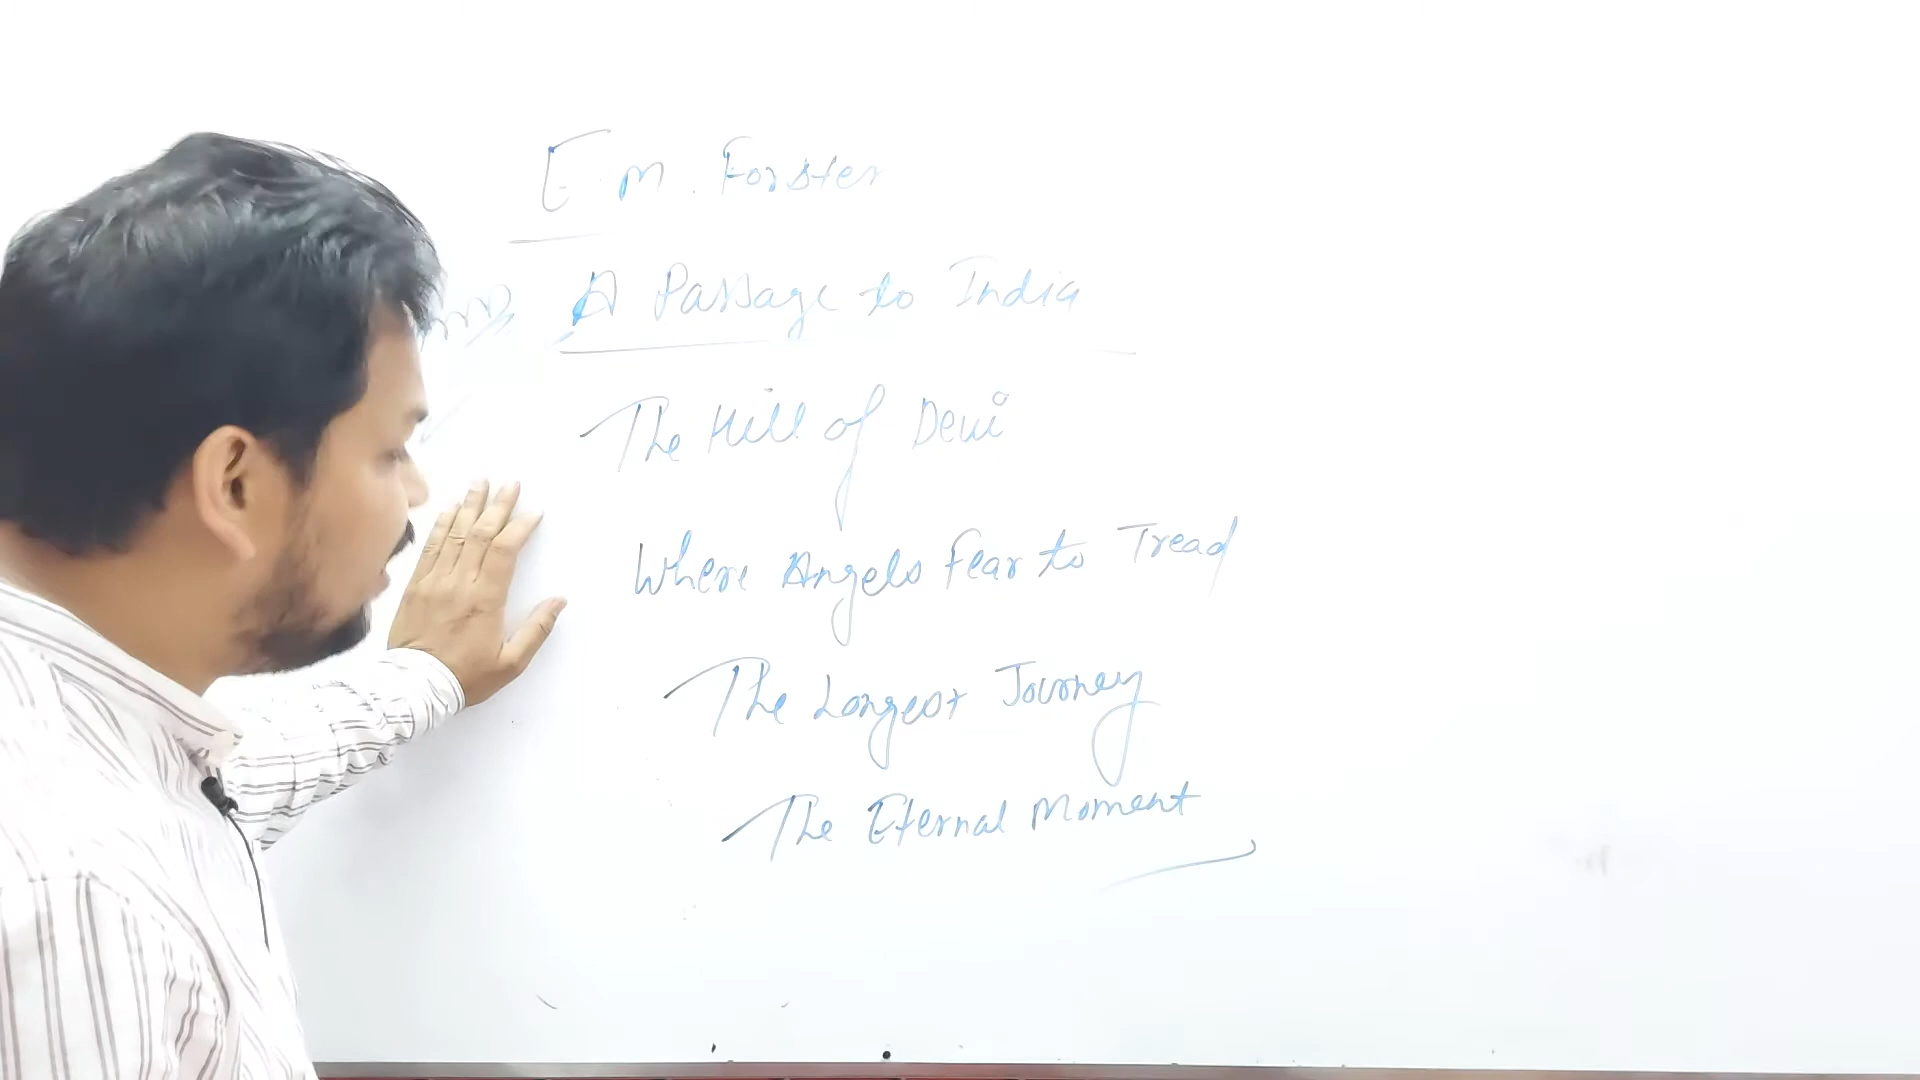 E. M. Forster
A Passage to India
The Hill of Devi
Where Angels Fear to Tread
The Longest Journey
The Eternal Moment